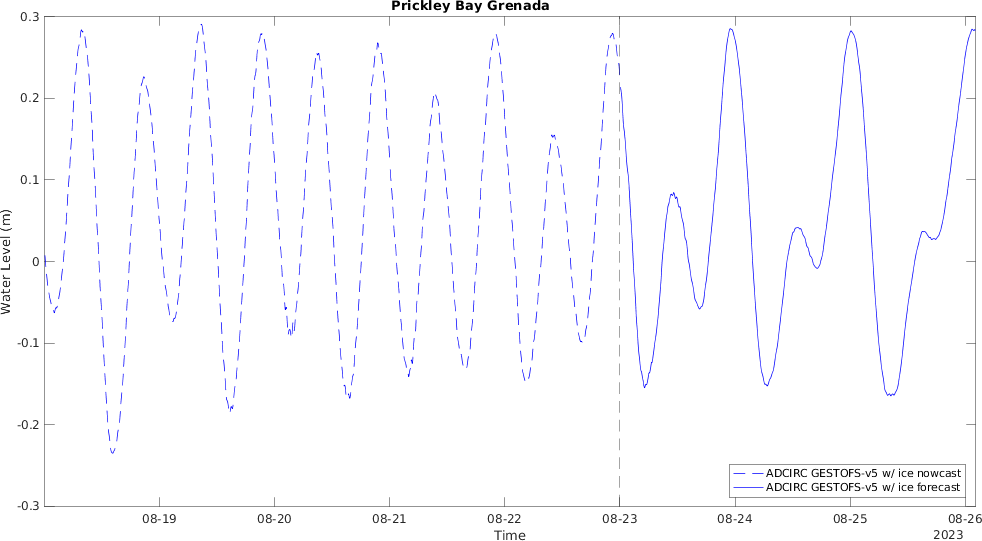 Prickley Bay Grenada
0.3
0.2
0.1
0
-0.1
-0.2
-0.3
Water Level (m)
ADCIRC GESTOFS-v5 w/ ice nowcast
ADCIRC GESTOFS-v5 w/ ice forecast
08-19 08-20 08-21 08-22 08-23 08-24 08-25 08-26
Time
2023